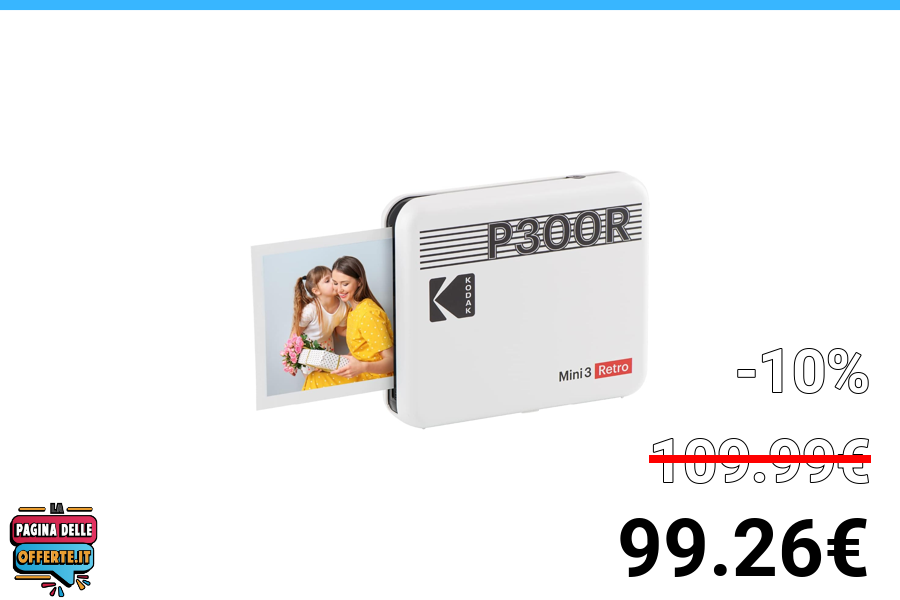 P300R
KODAK
Mini 3 Retro
-10%
109.99€
99.26€
LA
PAGINA DELLE
OFFERTE.IT